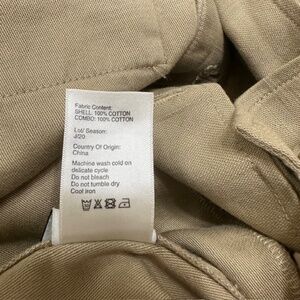 Fabric Content:
SHELL: 100% COTTON
COMBO: 100% COTTON
Lot/ Season:
J/20
Country Of Origin:
China
Machine wash cold on
delicate cycle
Do not bleach
Do not tumble dry
Cool iron